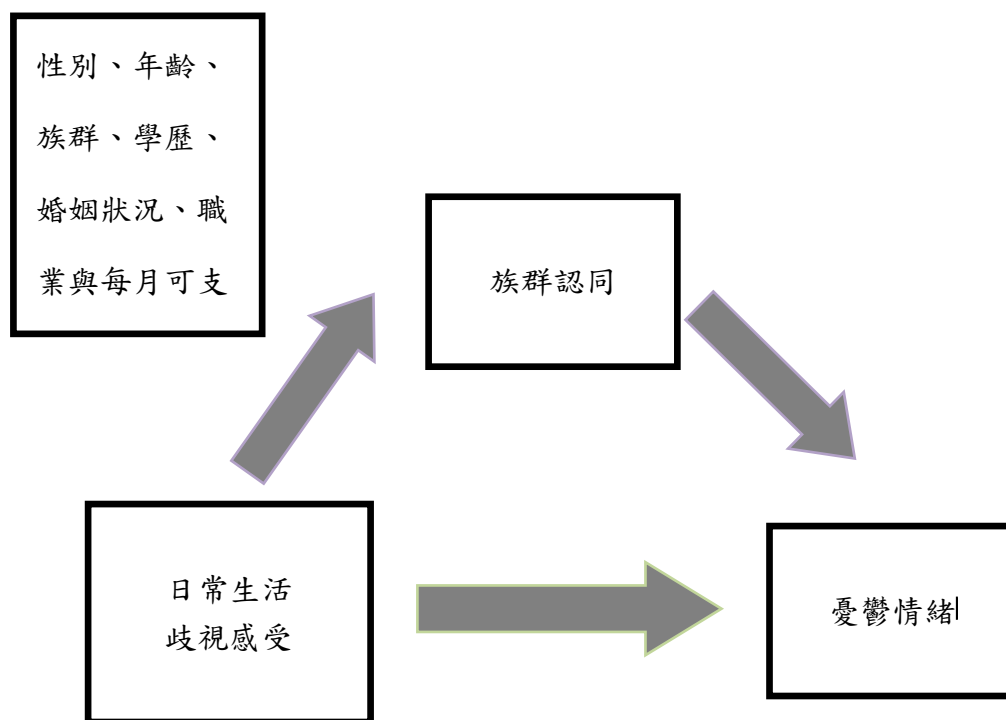 性別、年齡、
族群、學歷、
婚姻狀況、職
業與每月可支
族群認同
日常生活
歧視感受
憂鬱情緒